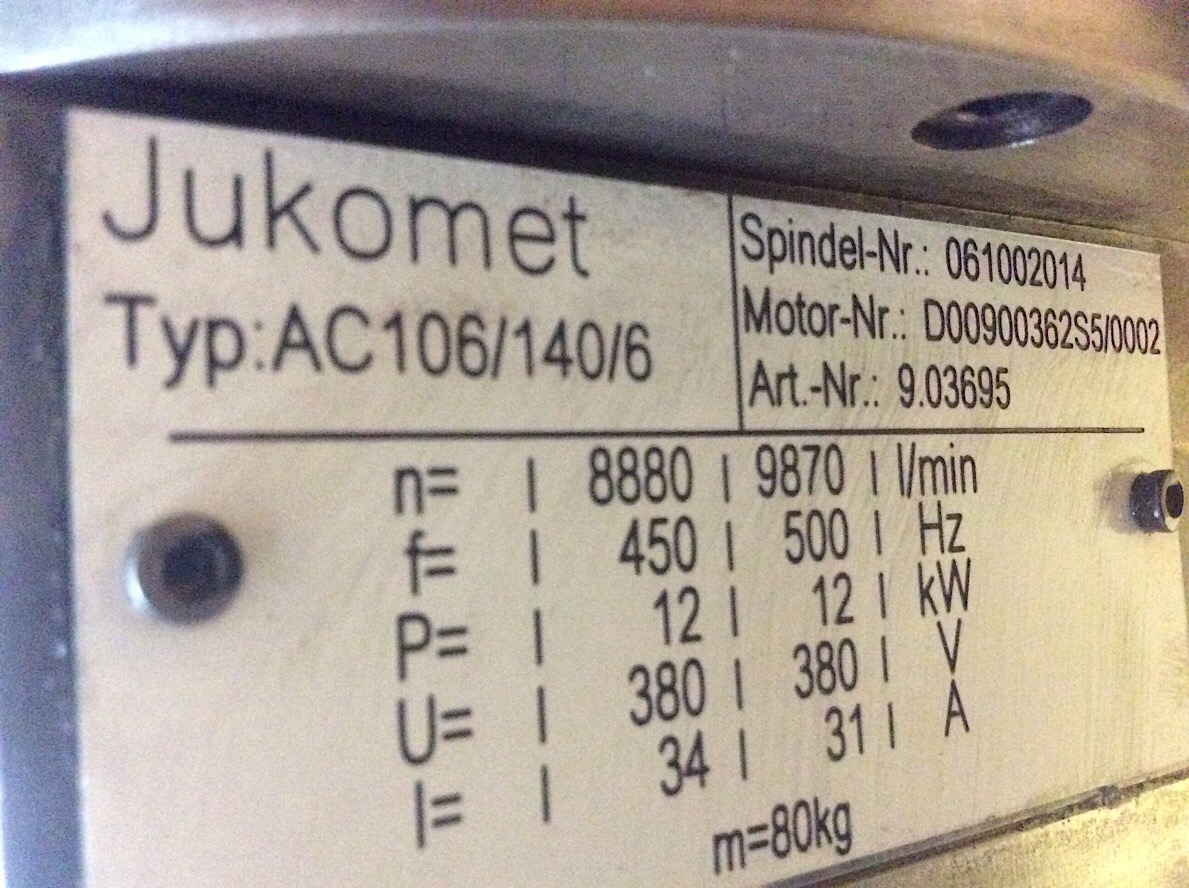 Jukomet
Typ:AC106/140/6
Spindel-Nr.: 061002014
Motor-Nr.: D00900362S5/0002
Art.-Nr.: 9.03695
n= | 8880 | 9870 | l/min
f= | 450 | 500 | Hz
P= | 12 | 12 | kW
U= | 380 | 380 | V
I= | 34 | 31 | A
m=80kg